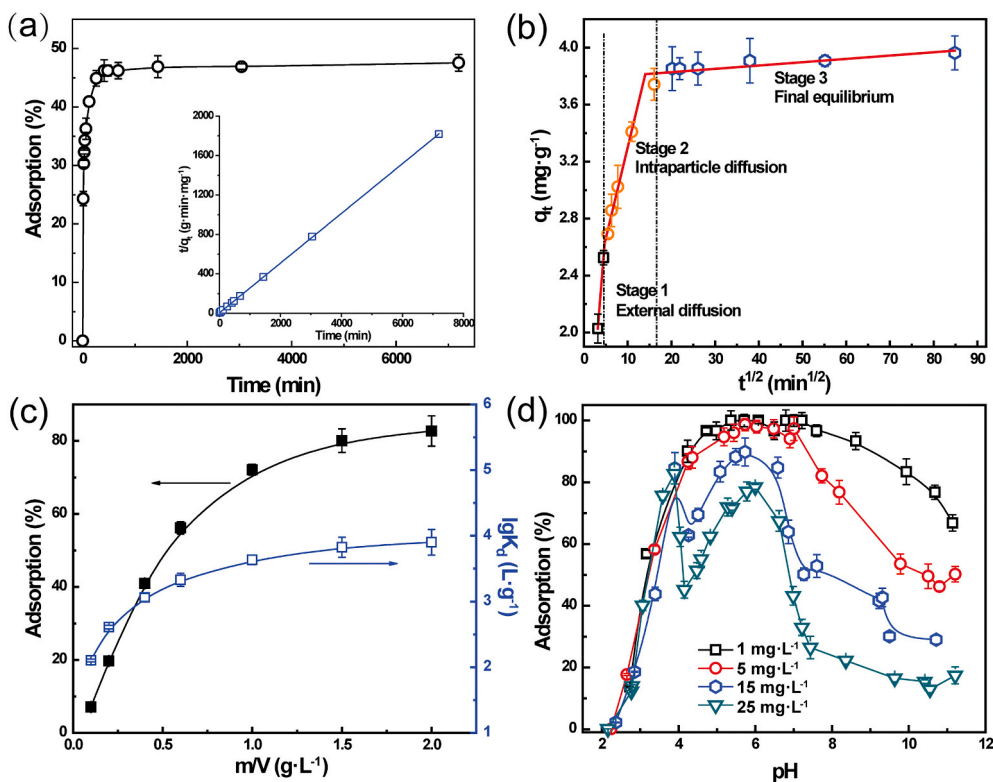 (a)
60
50
40
30
20
10
0
Adsorption (%)
0
2000
4000
6000
Time (min)
2000
1600
1200
800
400
0
t/qt (g·min·mg-1)
0
2000
4000
6000
8000
Time (min)
(b)
4.0
3.6
3.2
2.8
2.4
2.0
qt (mg·g-1)
Stage 3
Final equilibrium
Stage 2
Intraparticle diffusion
Stage 1
External diffusion
0
10
20
30
40
50
60
70
80
90
t1/2 (min1/2)
(c)
80
60
40
20
0
Adsorption (%)
6
5
4
3
2
1
lgKd (L·g-1)
0.0
0.5
1.0
1.5
2.0
m/V (g·L-1)
(d)
100
80
60
40
20
0
Adsorption (%)
1 mg·L-1
5 mg·L-1
15 mg·L-1
25 mg·L-1
2
4
6
8
10
12
pH